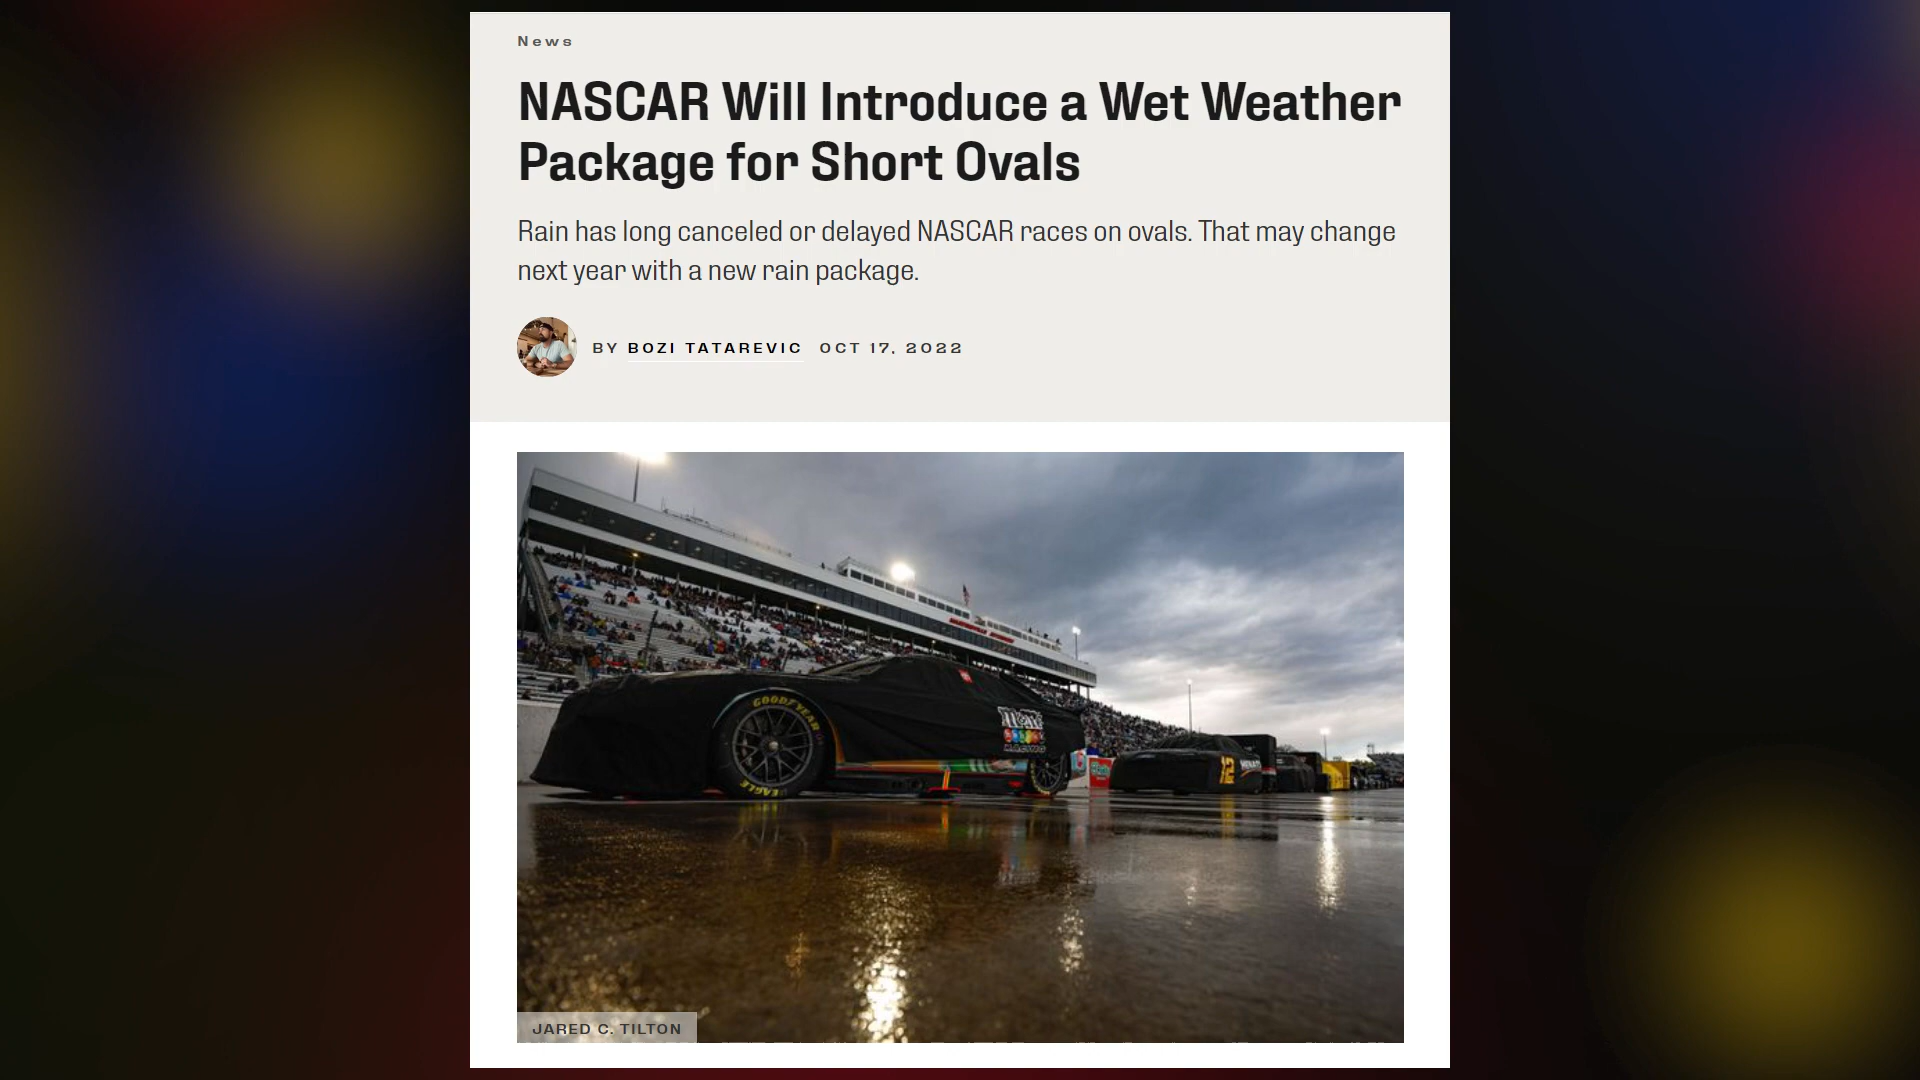 News
NASCAR Will Introduce a Wet Weather
Package for Short Ovals
Rain has long canceled or delayed NASCAR races on ovals. That may change
next year with a new rain package.
BY BOZI TATAREVIC OCT 17, 2022
GOODYEAR
EAGLE
M&M's
RACING
12
JARED C. TILTON